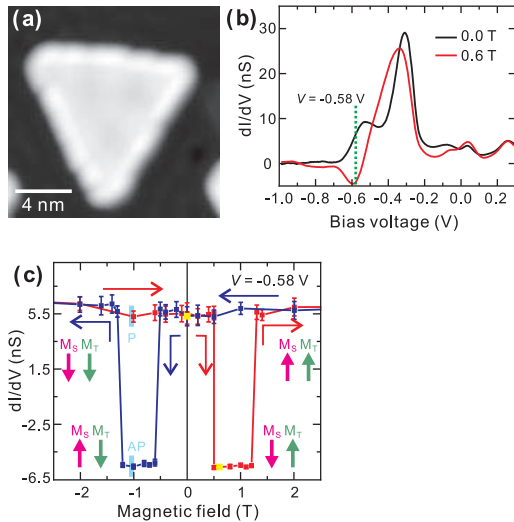 (a)
4 nm
(b)
30
20
10
0
dI/dV (nS)
0.0 T
0.6 T
V = -0.58 V
-1.0 -0.8 -0.6 -0.4 -0.2 0.0 0.2
Bias voltage (V)
(c)
V = -0.58 V
5.5
1.5
-2.5
-6.5
dI/dV (nS)
P
AP
MS MT
MS MT
MS MT
MS MT
-2 -1 0 1 2
Magnetic field (T)